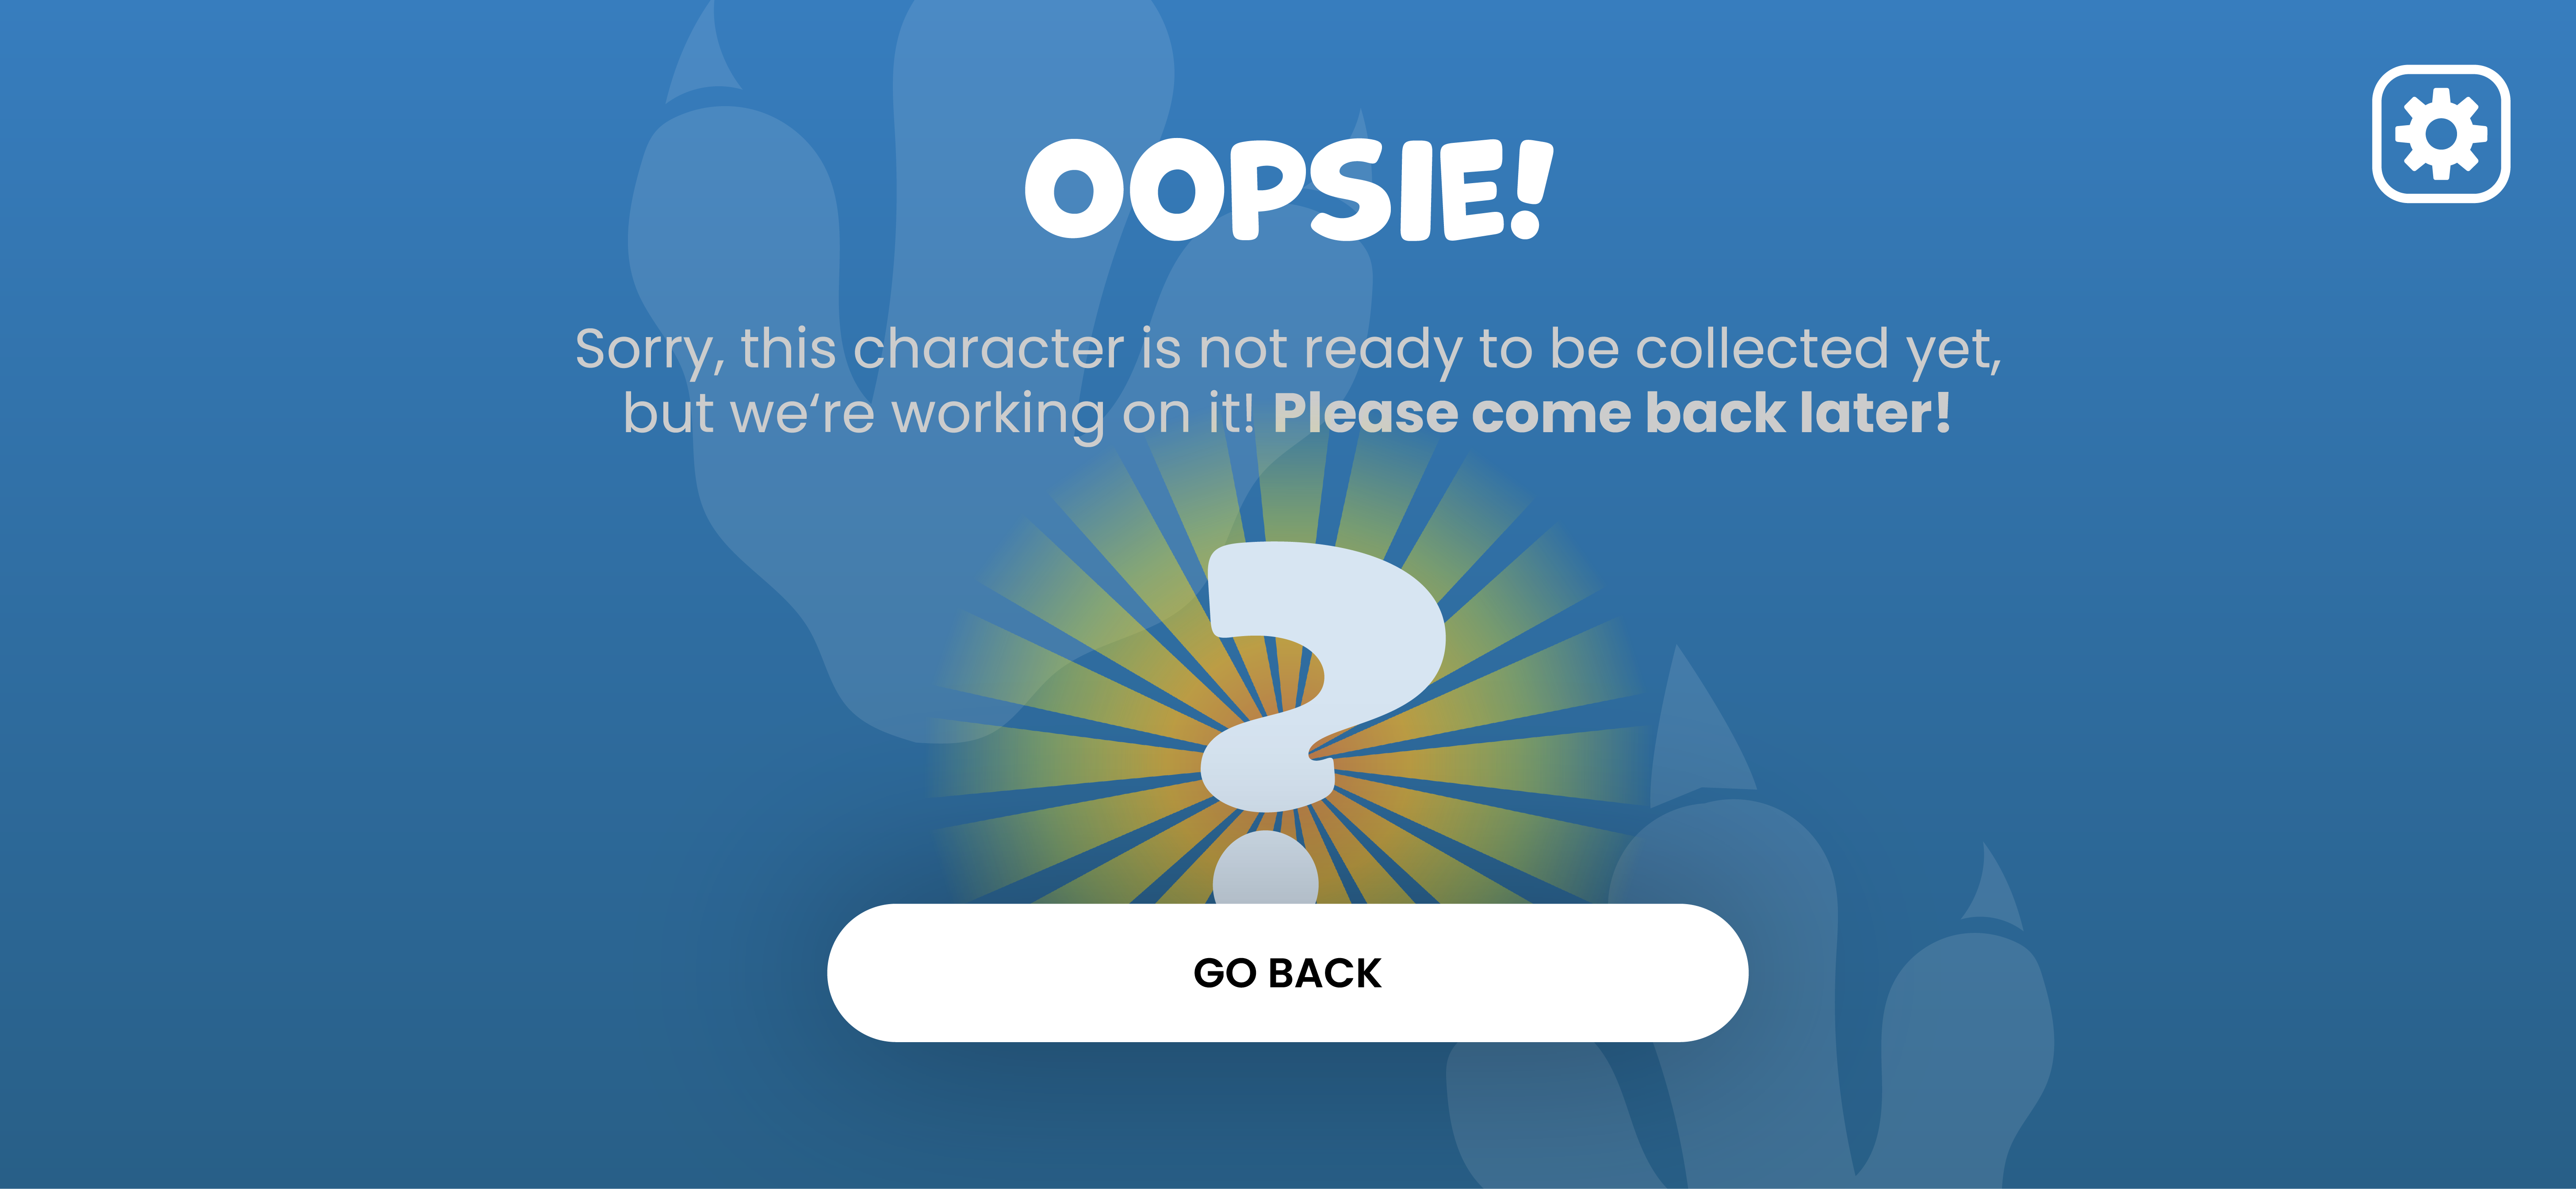 OOPSIE!
Sorry, this character is not ready to be collected yet,
but we‘re working on it! Please come back later!
?
GO BACK